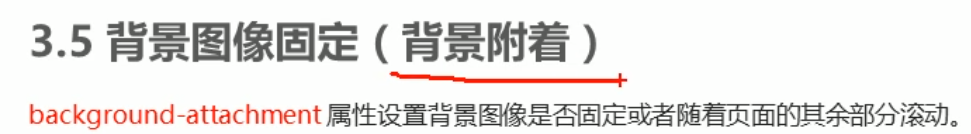 3.5 背景图像固定（背景附着）
background-attachment 属性设置背景图像是否固定或者随着页面的其余部分滚动。